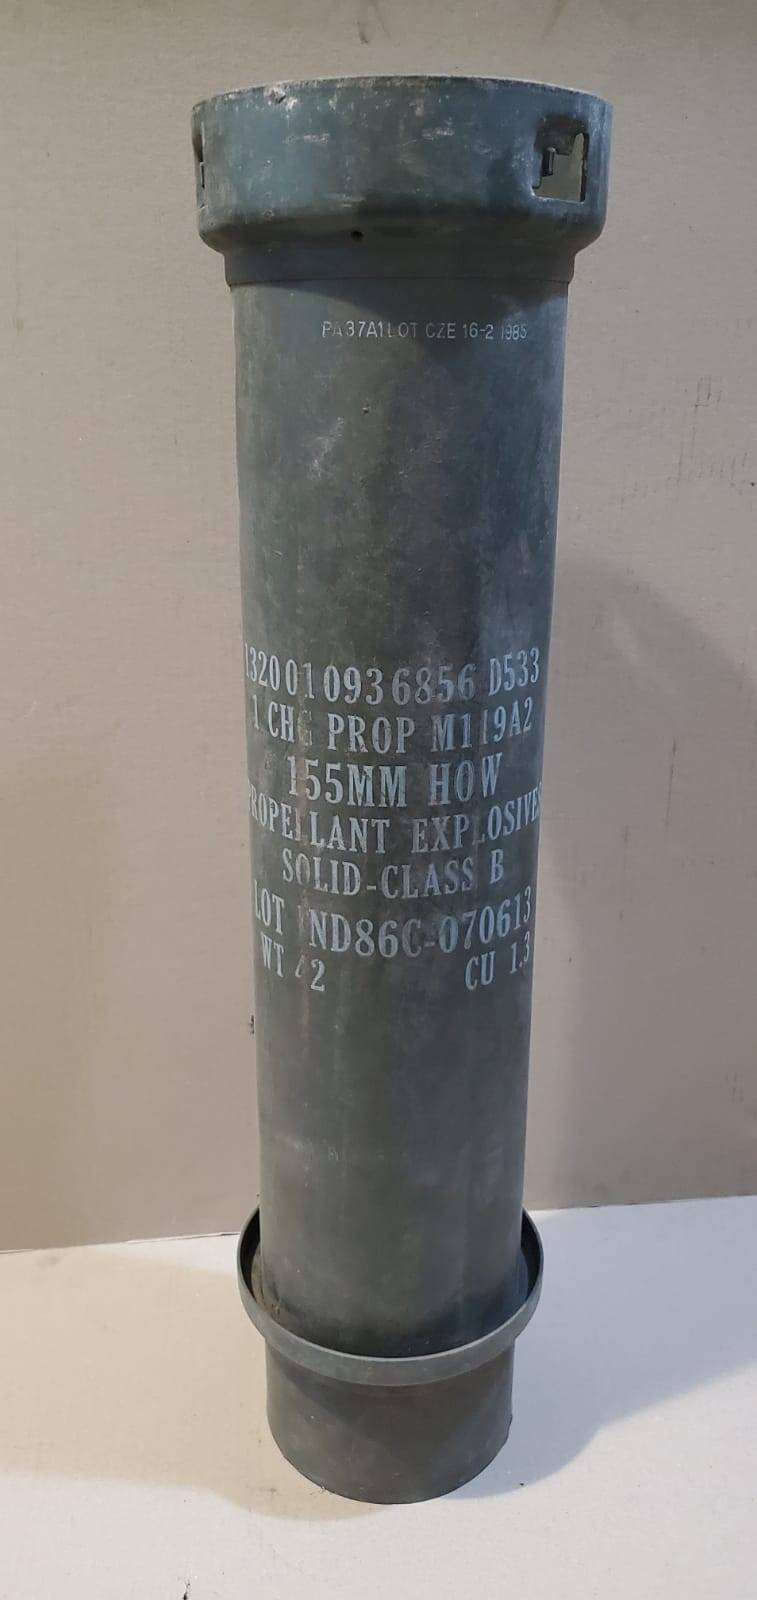 PA37A1 LOT CZE 16-2 1985
1320010936856 D533
1 CHG PROP M119A2
155MM HOW
PROPELLANT EXPLOSIVES
SOLID-CLASS B
LOT IND86C-070613
WT 42 CU 1.3